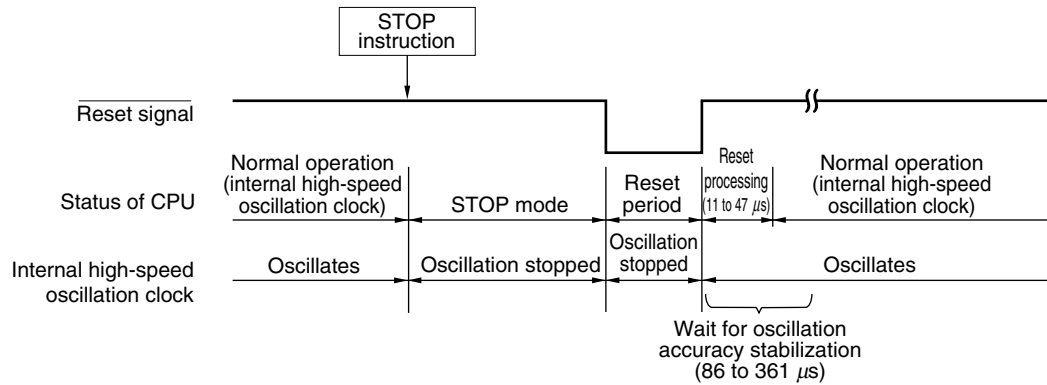 STOP
instruction
Reset signal
Normal operation
(internal high-speed
oscillation clock)
Status of CPU
STOP mode
Reset
period
Reset
processing
(11 to 47 μs)
Normal operation
(internal high-speed
oscillation clock)
Internal high-speed
oscillation clock
Oscillates
Oscillation stopped
Oscillation
stopped
Oscillates
Wait for oscillation
accuracy stabilization
(86 to 361 μs)